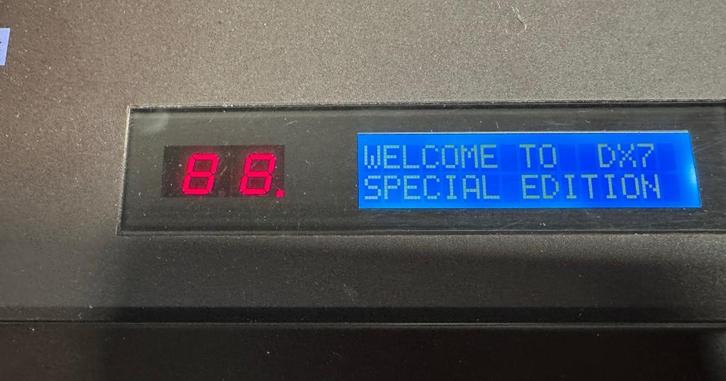 88.
WELCOME TO DX7
SPECIAL EDITION